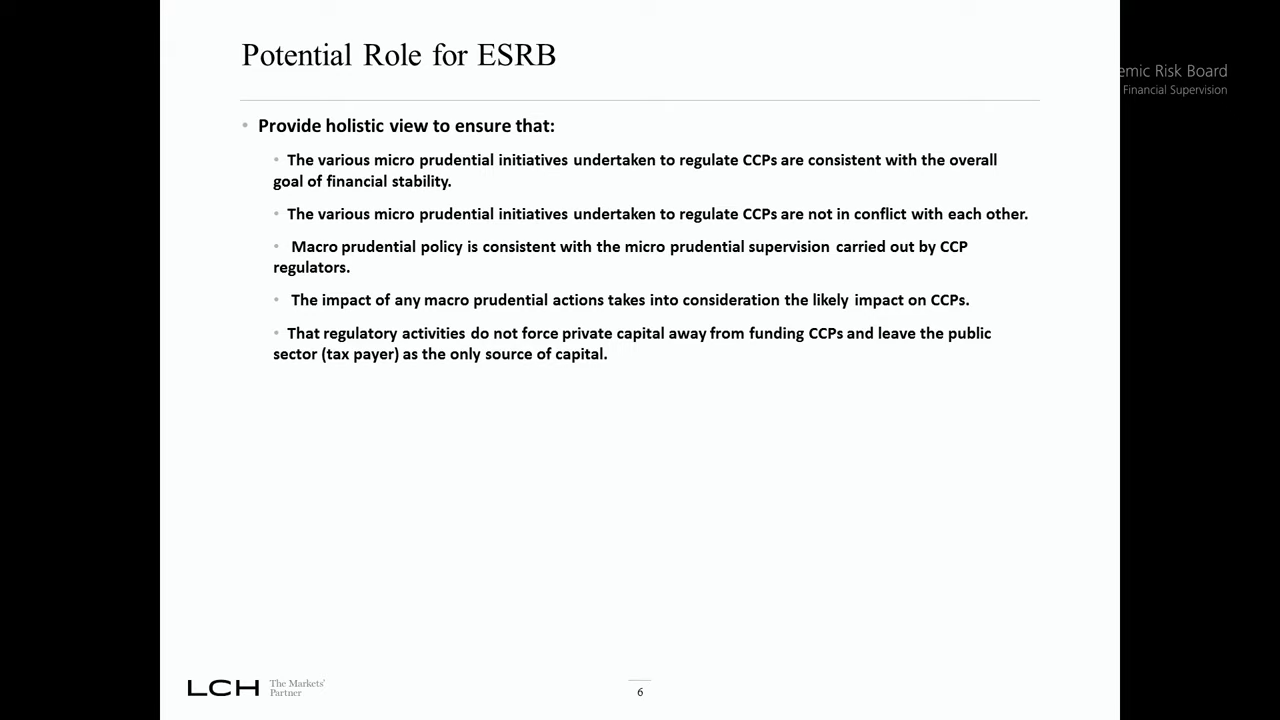 Potential Role for ESRB
emic Risk Board
Financial Supervision
• Provide holistic view to ensure that:
• The various micro prudential initiatives undertaken to regulate CCPs are consistent with the overall
goal of financial stability.
• The various micro prudential initiatives undertaken to regulate CCPs are not in conflict with each other.
• Macro prudential policy is consistent with the micro prudential supervision carried out by CCP
regulators.
• The impact of any macro prudential actions takes into consideration the likely impact on CCPs.
• That regulatory activities do not force private capital away from funding CCPs and leave the public
sector (tax payer) as the only source of capital.
LCH
The Markets'
Partner
6